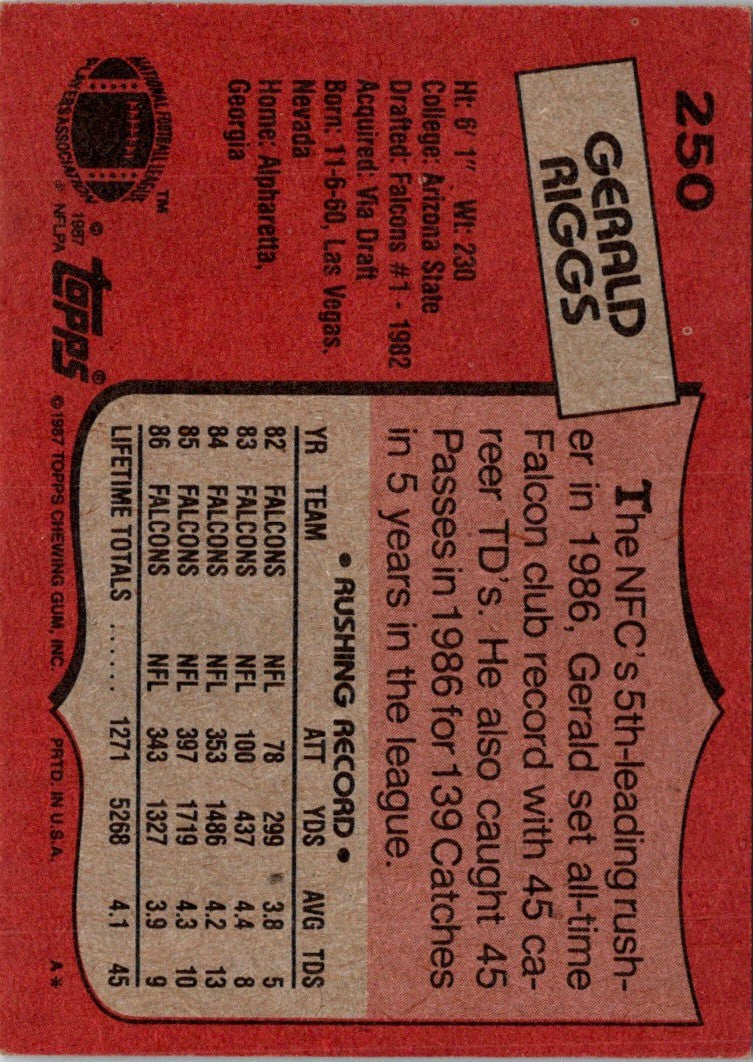 250
GERALD
RIGGS
Ht: 6' 1" Wt: 230
College: Arizona State
Drafted: Falcons #1 - 1982
Acquired: Via Draft
Born: 11-6-60, Las Vegas,
Nevada
Home: Alpharetta,
Georgia
NATIONAL FOOTBALL LEAGUE
PLAYERS ASSOCIATION
™
© 1987
NFLPA
topps®
The NFC's 5th-leading rush-
er in 1986, Gerald set all-time
Falcon club record with 45 ca-
reer TD's. He also caught 45
Passes in 1986 for 139 Catches
in 5 years in the league.
• RUSHING RECORD •
YR TEAM ATT YDS AVG TDS
82 FALCONS NFL 78 299 3.8 5
83 FALCONS NFL 100 437 4.4 8
84 FALCONS NFL 353 1486 4.2 13
85 FALCONS NFL 397 1719 4.3 10
86 FALCONS NFL 343 1327 3.9 9
LIFETIME TOTALS ...... 1271 5268 4.1 45
©1987 TOPPS CHEWING GUM, INC. PRTD. IN U.S.A. A*